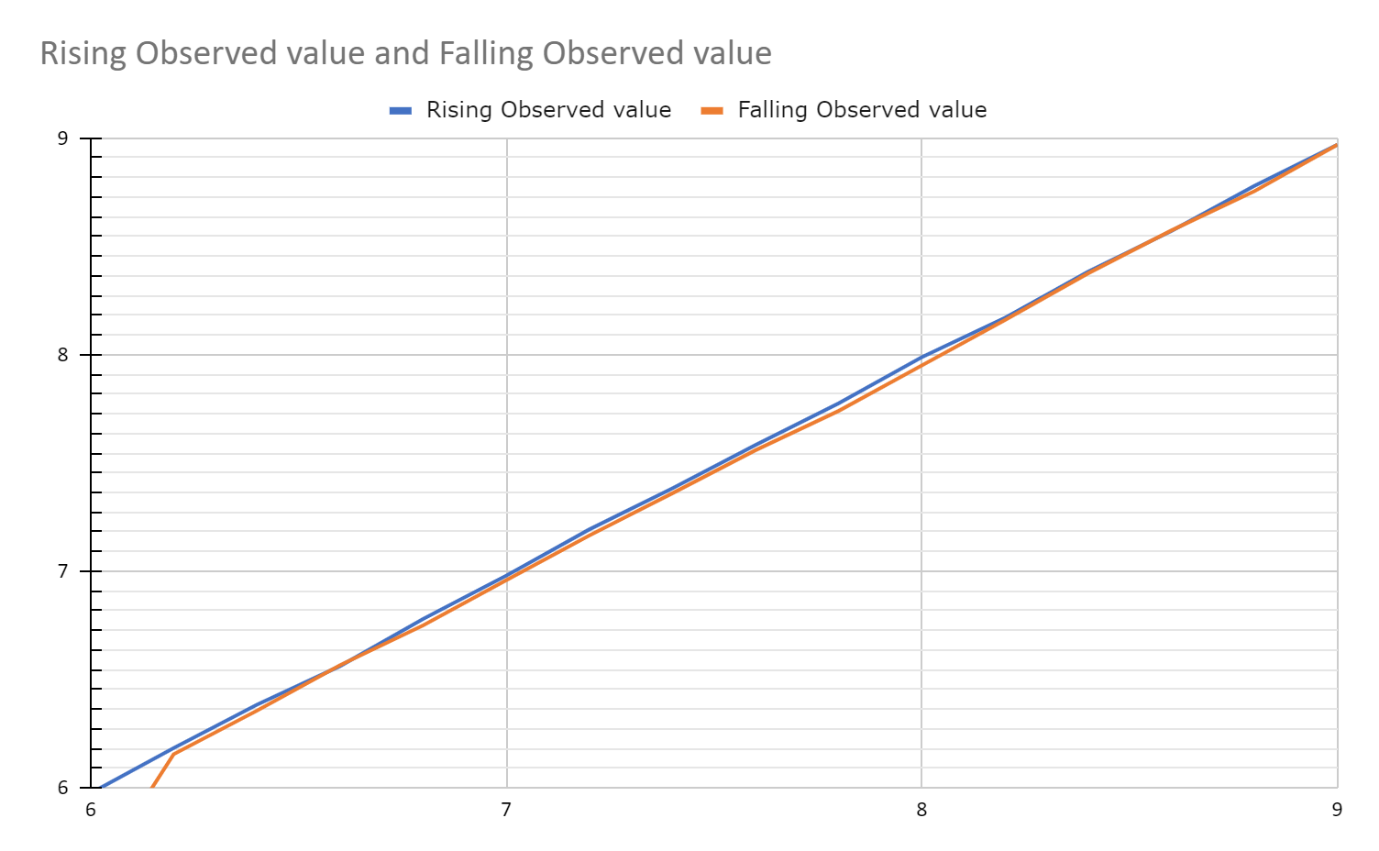 Rising Observed value and Falling Observed value
Rising Observed value Falling Observed value
9
8
7
6
6 7 8 9